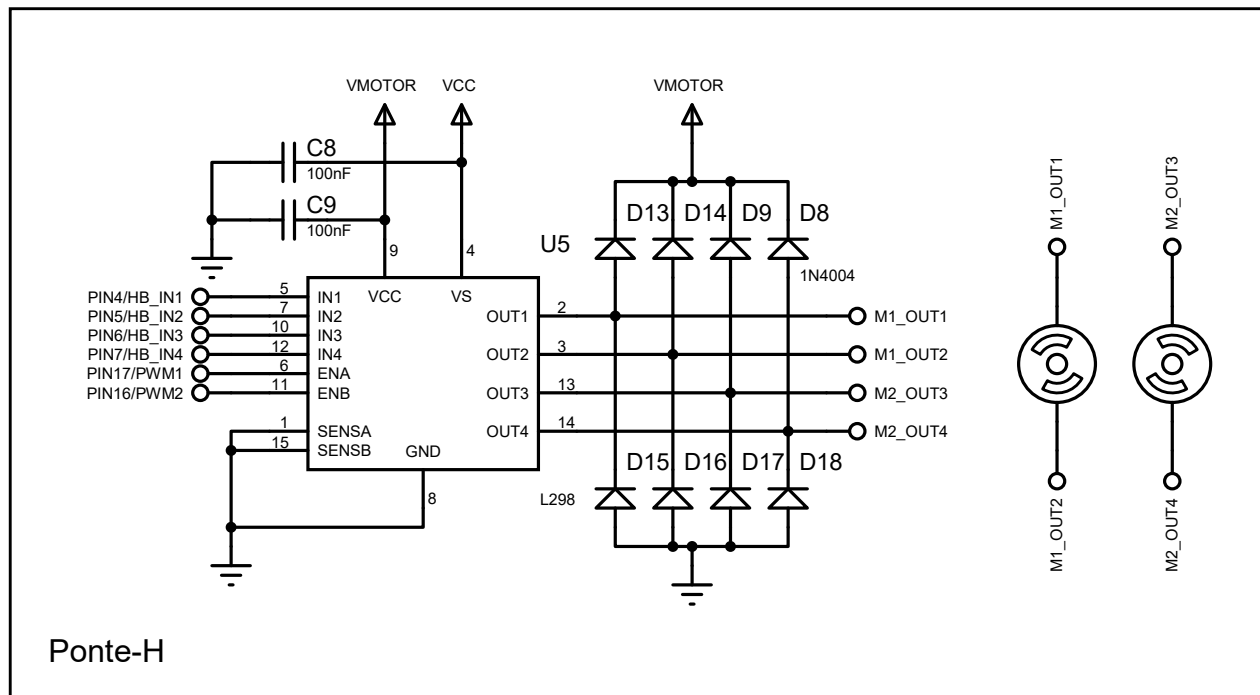 VMOTOR
VCC
VMOTOR
C8
100nF
C9
100nF
D13
D14
D9
D8
U5
1N4004
9
4
VCC
VS
PIN4/HB_IN1
5
IN1
PIN5/HB_IN2
7
IN2
PIN6/HB_IN3
10
IN3
PIN7/HB_IN4
12
IN4
PIN17/PWM1
6
ENA
PIN16/PWM2
11
ENB
1
SENSA
15
SENSB
GND
8
OUT1
2
M1_OUT1
OUT2
3
M1_OUT2
OUT3
13
M2_OUT3
OUT4
14
M2_OUT4
D15
D16
D17
D18
L298
M1_OUT1
M2_OUT3
M1_OUT2
M2_OUT4
Ponte-H